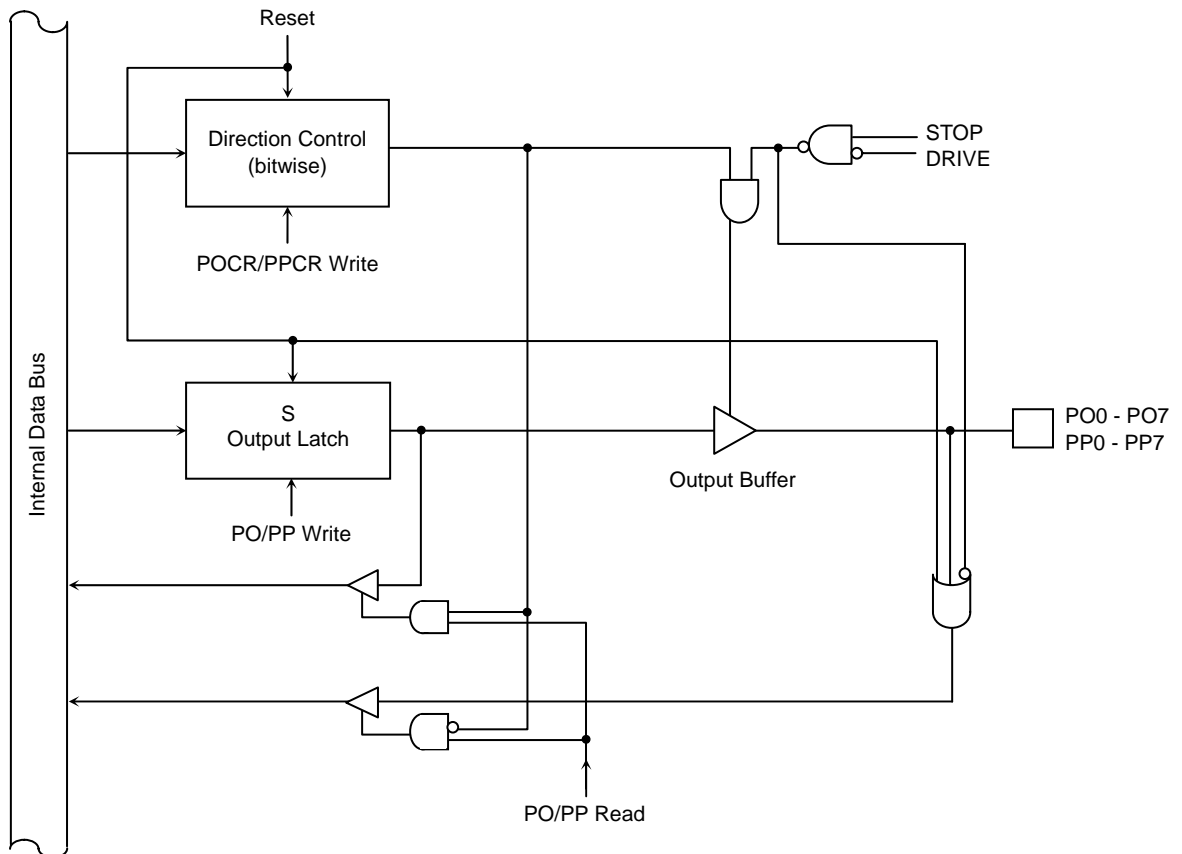 Reset
Direction Control
(bitwise)
STOP
DRIVE
POCR/PPCR Write
Internal Data Bus
S
Output Latch
PO0 - PO7
PP0 - PP7
Output Buffer
PO/PP Write
PO/PP Read